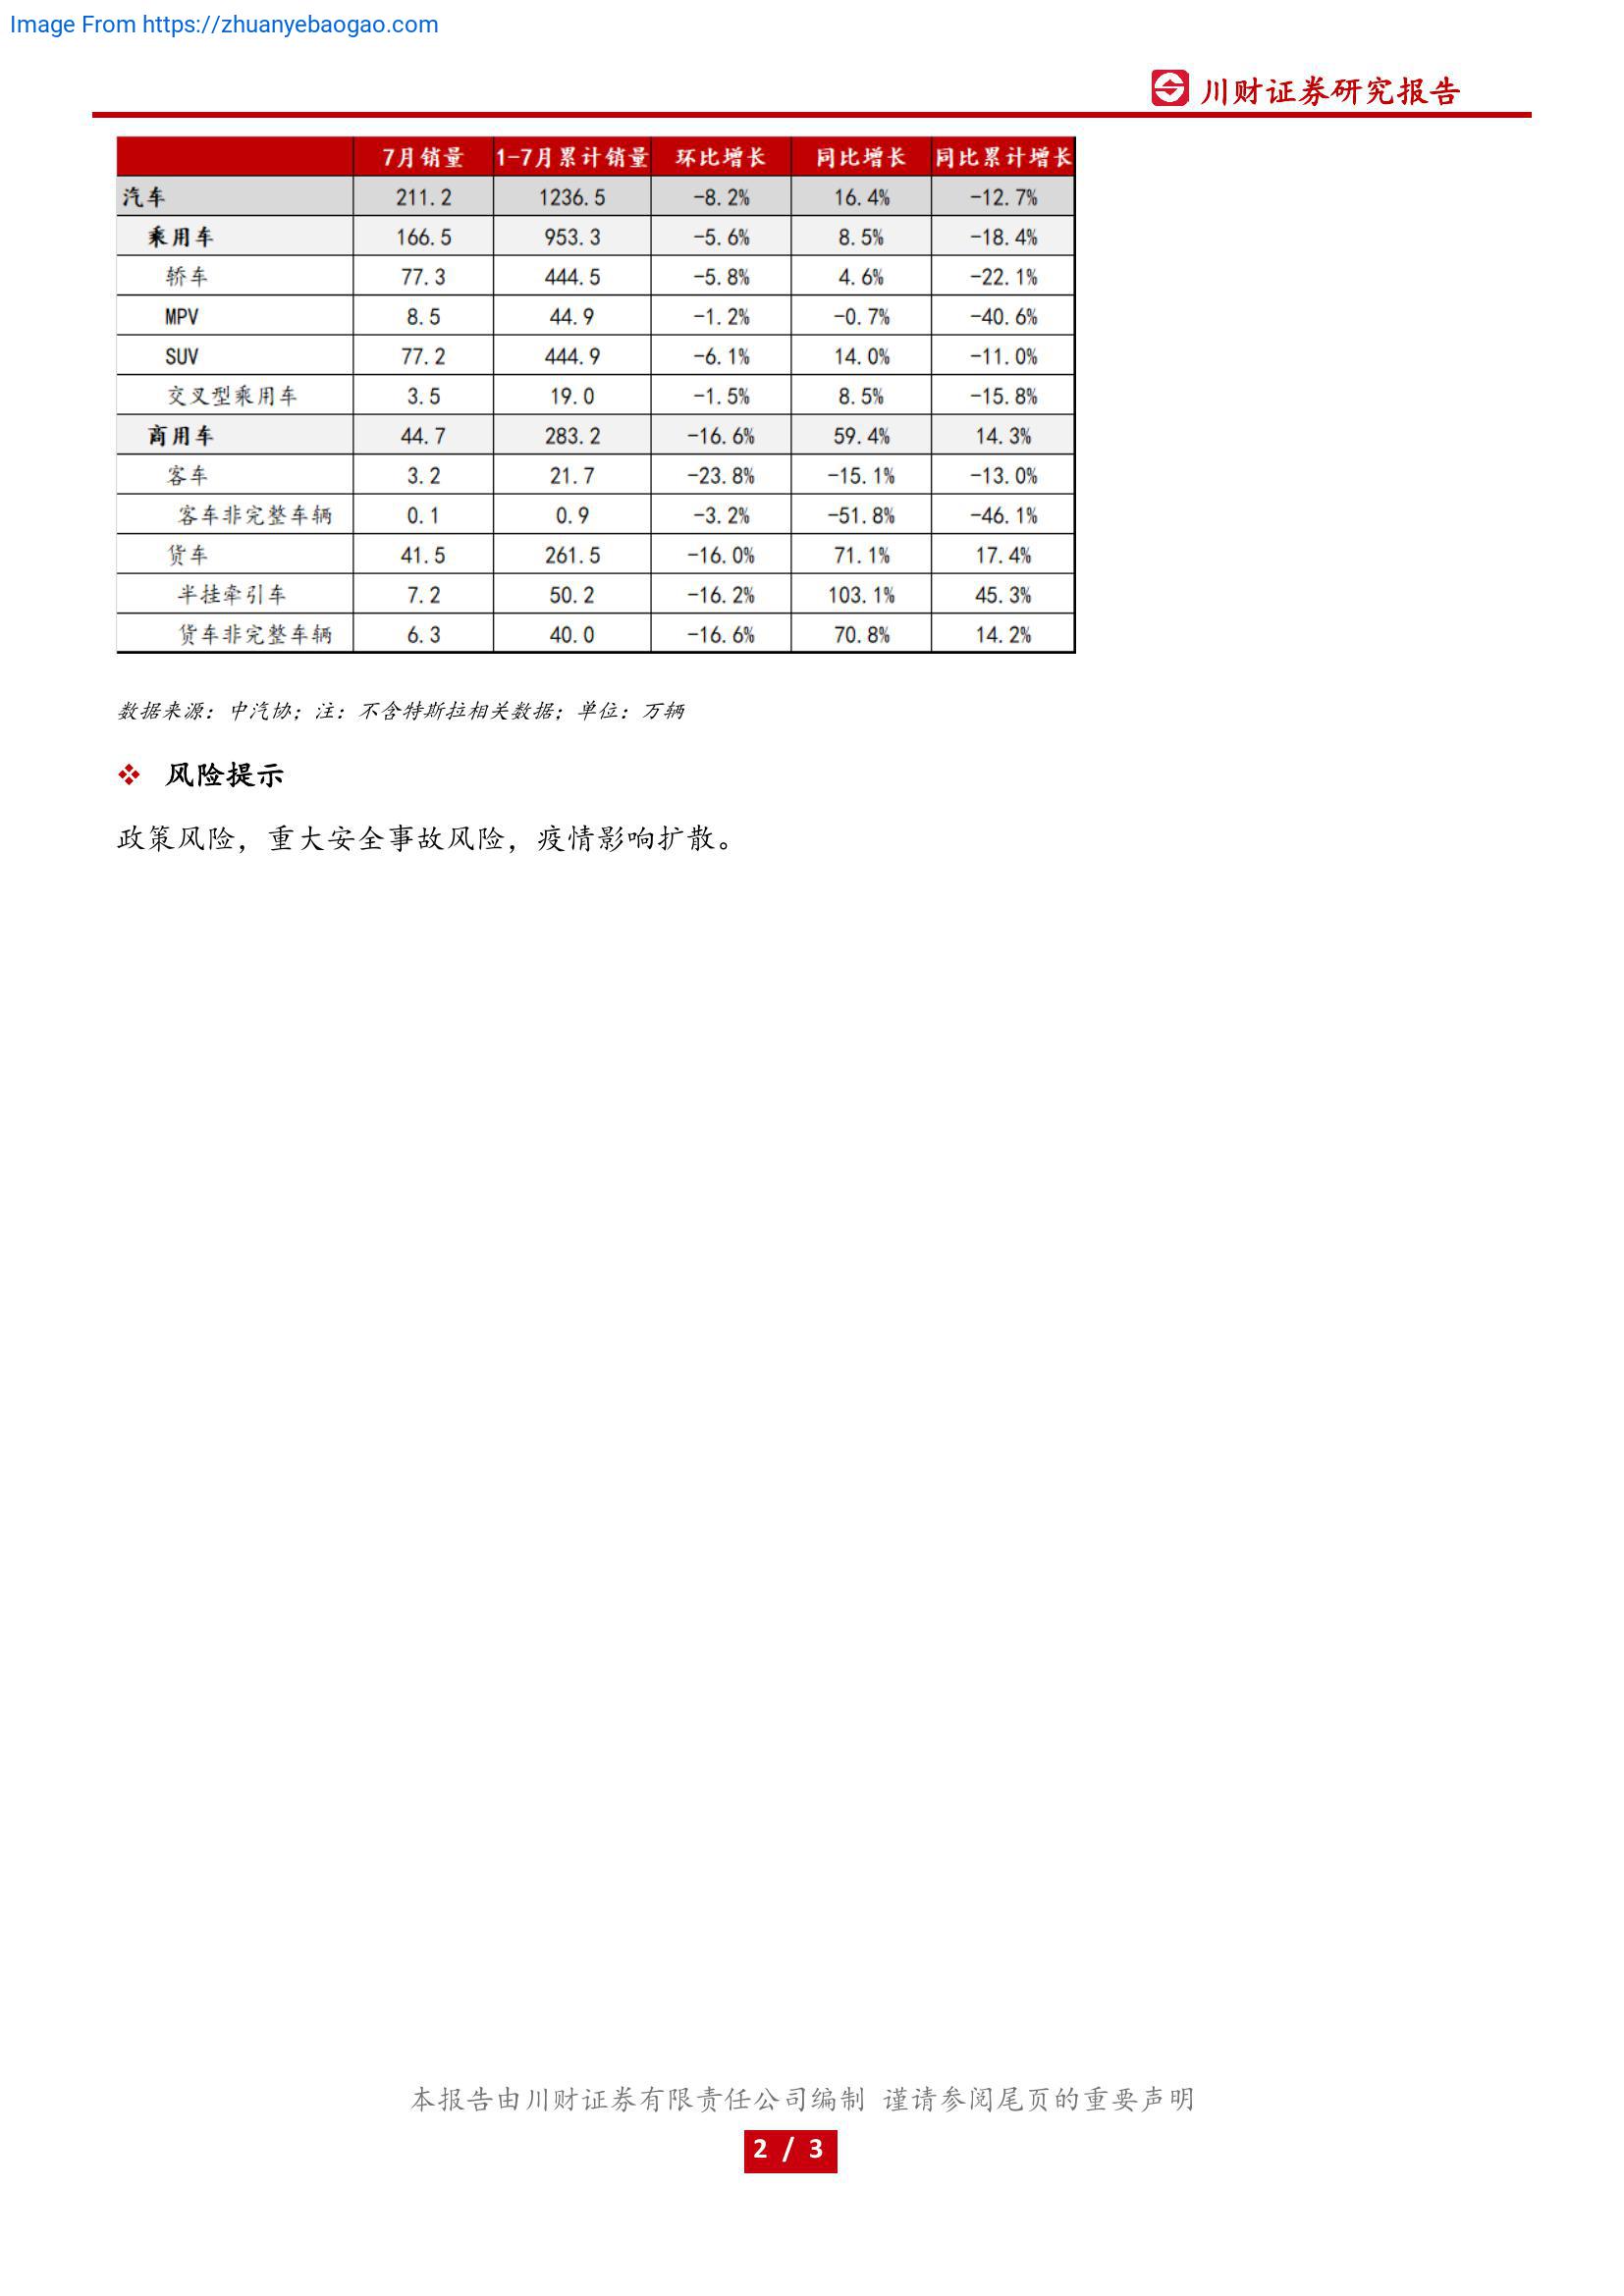 Image From https://zhuanyebaogao.com
川财证券研究报告
7月销量 1-7月累计销量 环比增长 同比增长 同比累计增长
汽车 211.2 1236.5 -8.2% 16.4% -12.7%
乘用车 166.5 953.3 -5.6% 8.5% -18.4%
轿车 77.3 444.5 -5.8% 4.6% -22.1%
MPV 8.5 44.9 -1.2% -0.7% -40.6%
SUV 77.2 444.9 -6.1% 14.0% -11.0%
交叉型乘用车 3.5 19.0 -1.5% 8.5% -15.8%
商用车 44.7 283.2 -16.6% 59.4% 14.3%
客车 3.2 21.7 -23.8% -15.1% -13.0%
客车非完整车辆 0.1 0.9 -3.2% -51.8% -46.1%
货车 41.5 261.5 -16.0% 71.1% 17.4%
半挂牵引车 7.2 50.2 -16.2% 103.1% 45.3%
货车非完整车辆 6.3 40.0 -16.6% 70.8% 14.2%
数据来源：中汽协；注：不含特斯拉相关数据；单位：万辆
❖ 风险提示
政策风险，重大安全事故风险，疫情影响扩散。
本报告由川财证券有限责任公司编制 谨请参阅尾页的重要声明
2 / 3